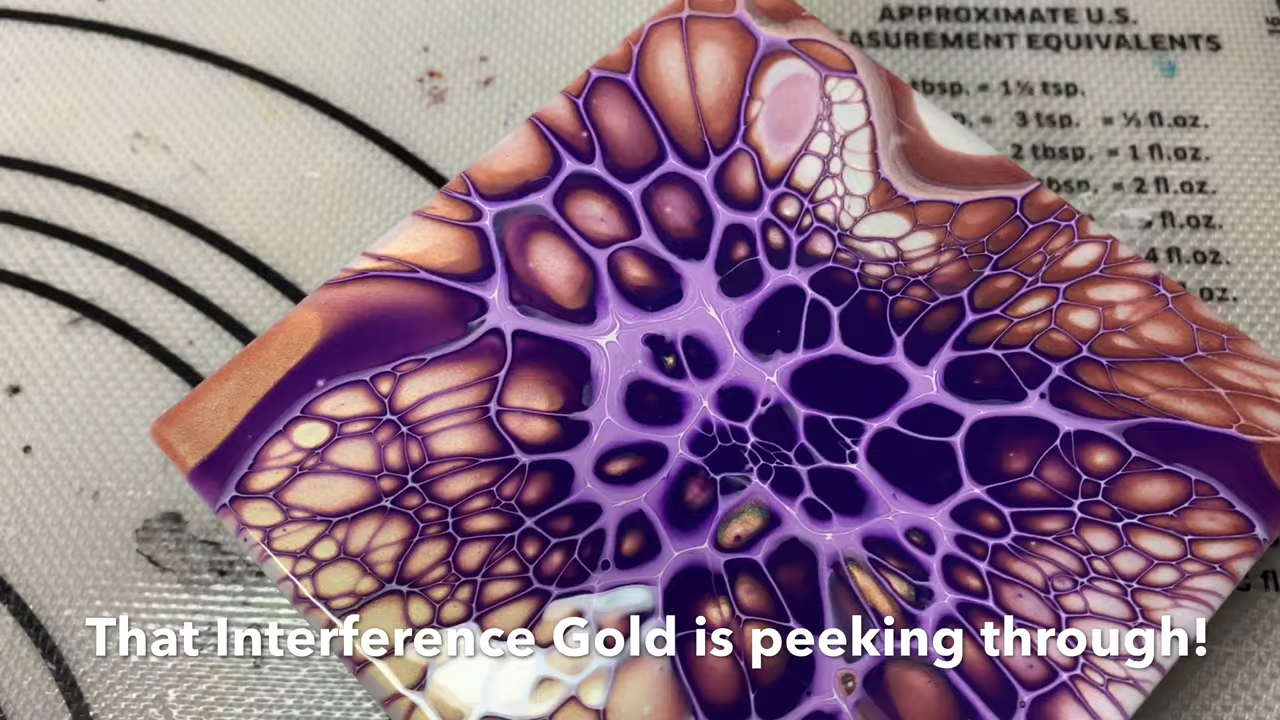 APPROXIMATE U.S.
ASUREMENT EQUIVALENTS
tbsp. = 1½ tsp.
p. = 3 tsp. = ½ fl.oz.
2 tbsp. = 1 fl.oz.
bsp. = 2 fl.oz.
fl.oz.
4 fl.oz.
oz.
That Interference Gold is peeking through!